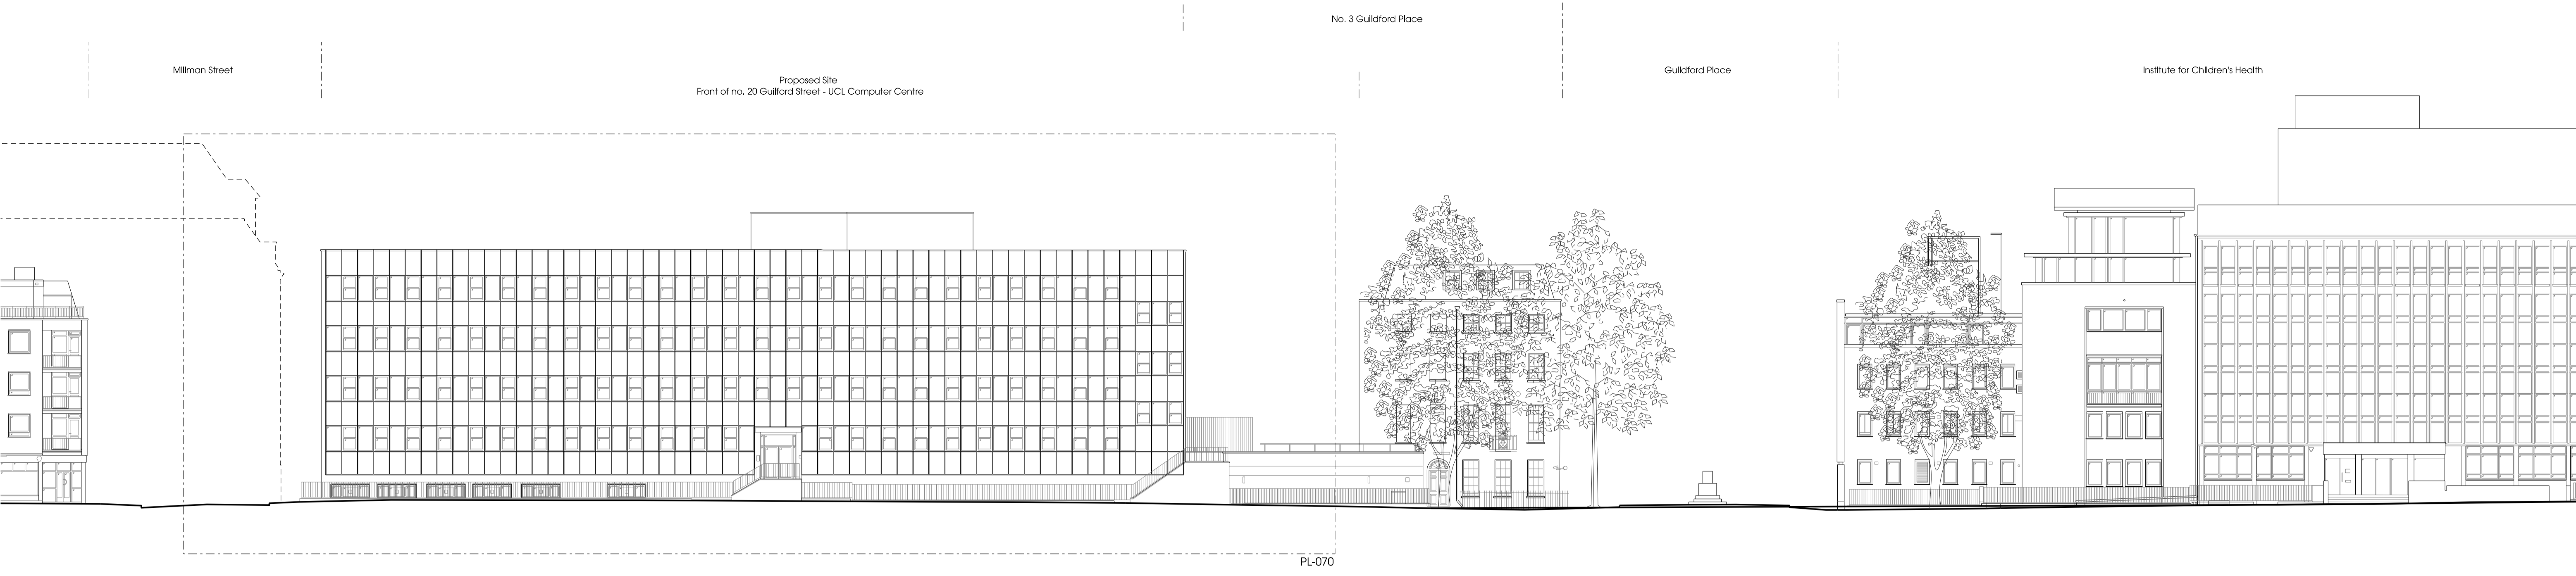 No. 3 Guildford Place
Millman Street
Proposed Site
Front of no. 20 Guilford Street - UCL Computer Centre
Guildford Place
Institute for Children's Health
PL-070